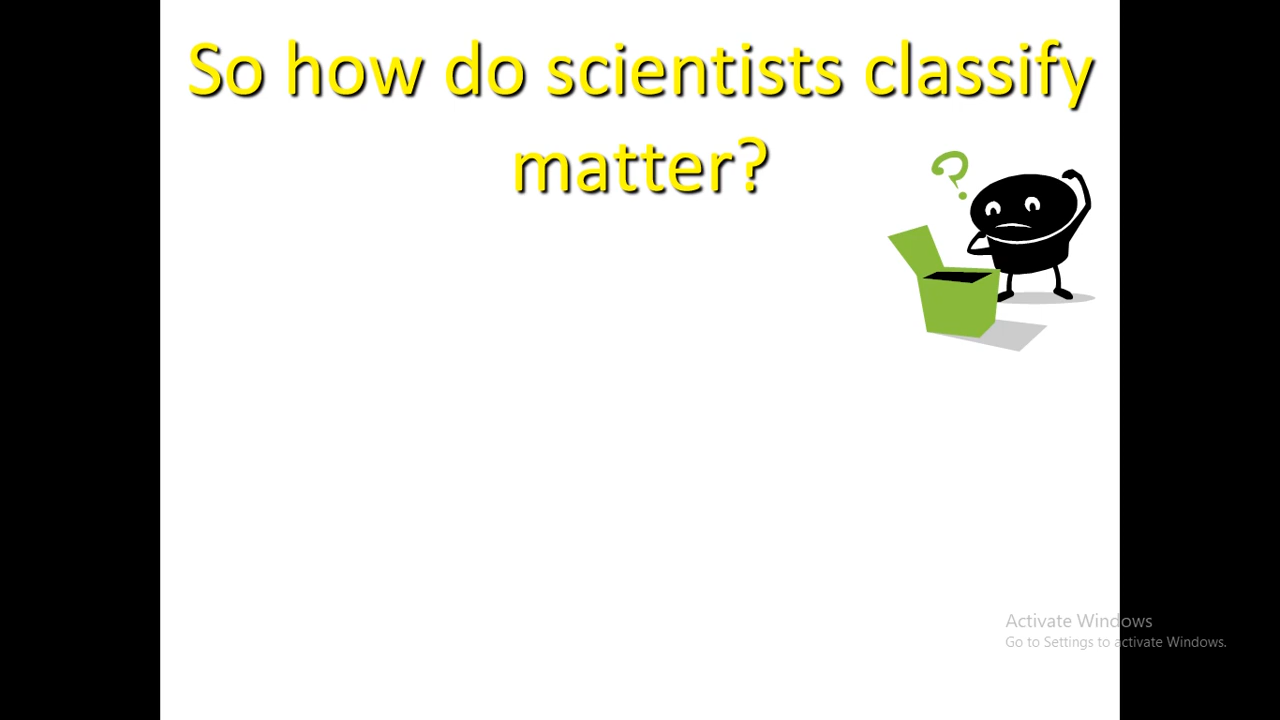 So how do scientists classify
matter?
?
Activate Windows
Go to Settings to activate Windows.